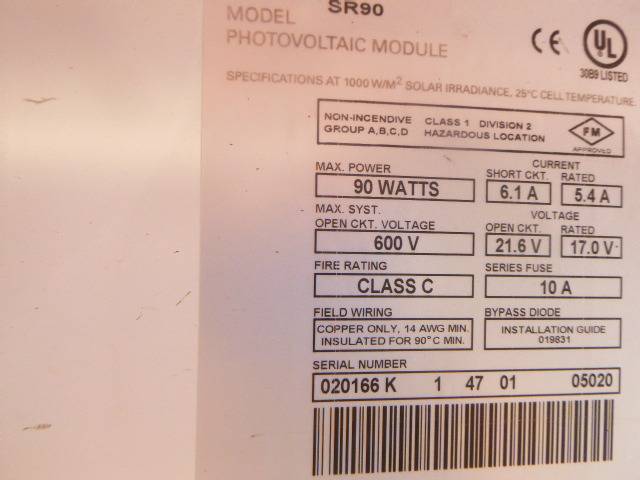 MODEL SR90
PHOTOVOLTAIC MODULE
CE UL
30B9 LISTED
SPECIFICATIONS AT 1000 W/M² SOLAR IRRADIANCE, 25°C CELL TEMPERATURE
NON-INCENDIVE CLASS 1 DIVISION 2
GROUP A,B,C,D HAZARDOUS LOCATION
FM
APPROVED
MAX. POWER
90 WATTS
CURRENT
SHORT CKT. RATED
6.1 A 5.4 A
MAX. SYST.
OPEN CKT. VOLTAGE
600 V
VOLTAGE
OPEN CKT. RATED
21.6 V 17.0 V
FIRE RATING
CLASS C
SERIES FUSE
10 A
FIELD WIRING
COPPER ONLY, 14 AWG MIN.
INSULATED FOR 90°C MIN.
BYPASS DIODE
INSTALLATION GUIDE
019831
SERIAL NUMBER
020166 K 1 47 01 05020